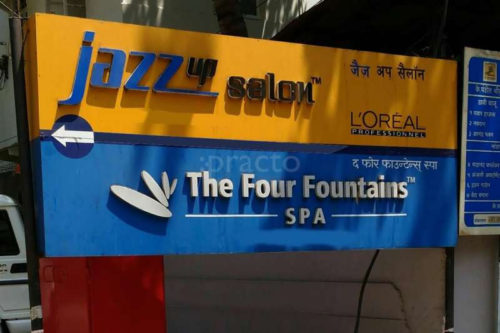 jazz up salon™
जैज़ अप सैलॉन
L'ORÉAL
PROFESSIONNEL
practo
द फोर फाउन्टेन्स स्पा
The Four Fountains™
SPA